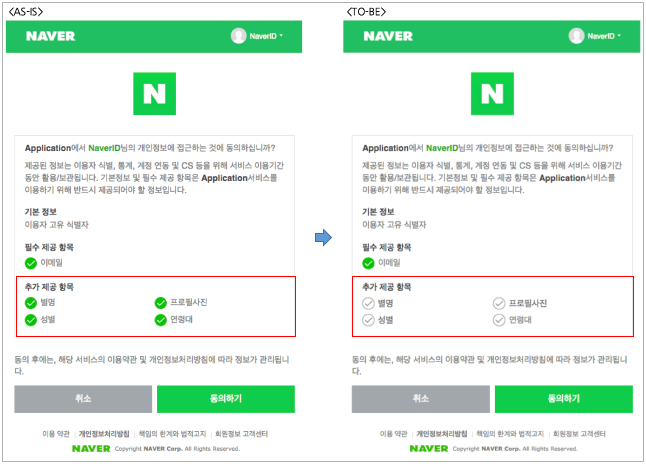 <AS-IS>
NAVER
NaverID
N
Application에서 NaverID님의 개인정보에 접근하는 것에 동의하십니까?
제공된 정보는 이용자 식별, 통계, 계정 연동 및 CS 등을 위해 서비스 이용기간
동안 활용/보관됩니다. 기본정보 및 필수 제공 항목은 Application서비스를
이용하기 위해 반드시 제공되어야 할 정보입니다.
기본 정보
이용자 고유 식별자
필수 제공 항목
이메일
추가 제공 항목
별명 프로필사진
성별 연령대
동의 후에는, 해당 서비스의 이용약관 및 개인정보처리방침에 따라 정보가 관리됩니
다.
취소 동의하기
이용 약관 | 개인정보처리방침 | 책임의 한계와 법적고지 | 회원정보 고객센터
NAVER Copyright NAVER Corp. All Rights Reserved.
<TO-BE>
NAVER
NaverID
N
Application에서 NaverID님의 개인정보에 접근하는 것에 동의하십니까?
제공된 정보는 이용자 식별, 통계, 계정 연동 및 CS 등을 위해 서비스 이용기간
동안 활용/보관됩니다. 기본정보 및 필수 제공 항목은 Application서비스를
이용하기 위해 반드시 제공되어야 할 정보입니다.
기본 정보
이용자 고유 식별자
필수 제공 항목
이메일
추가 제공 항목
별명 프로필사진
성별 연령대
동의 후에는, 해당 서비스의 이용약관 및 개인정보처리방침에 따라 정보가 관리됩니
다.
취소 동의하기
이용 약관 | 개인정보처리방침 | 책임의 한계와 법적고지 | 회원정보 고객센터
NAVER Copyright NAVER Corp. All Rights Reserved.